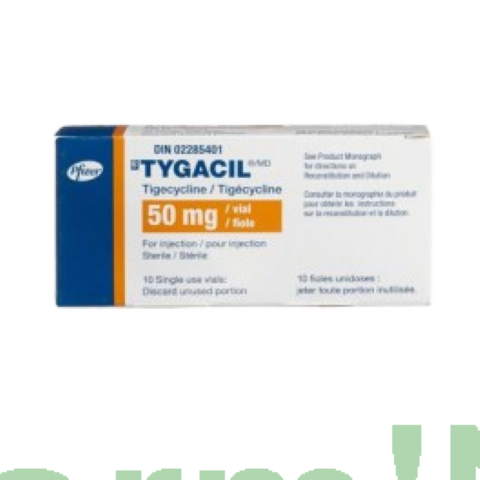 DIN 02285401
TYGACIL ®/MD
Tigecycline / Tigécycline
50 mg / vial / fiole
For injection / pour injection
Sterile / Stérile
10 Single use vials:
Discard unused portion
Pfizer
See Product Monograph
for directions on
Reconstitution and Dilution
Consulter la monographie du produit
pour obtenir les instructions
sur la reconstitution et la dilution.
10 fioles unidoses :
jeter toute portion inutilisée.